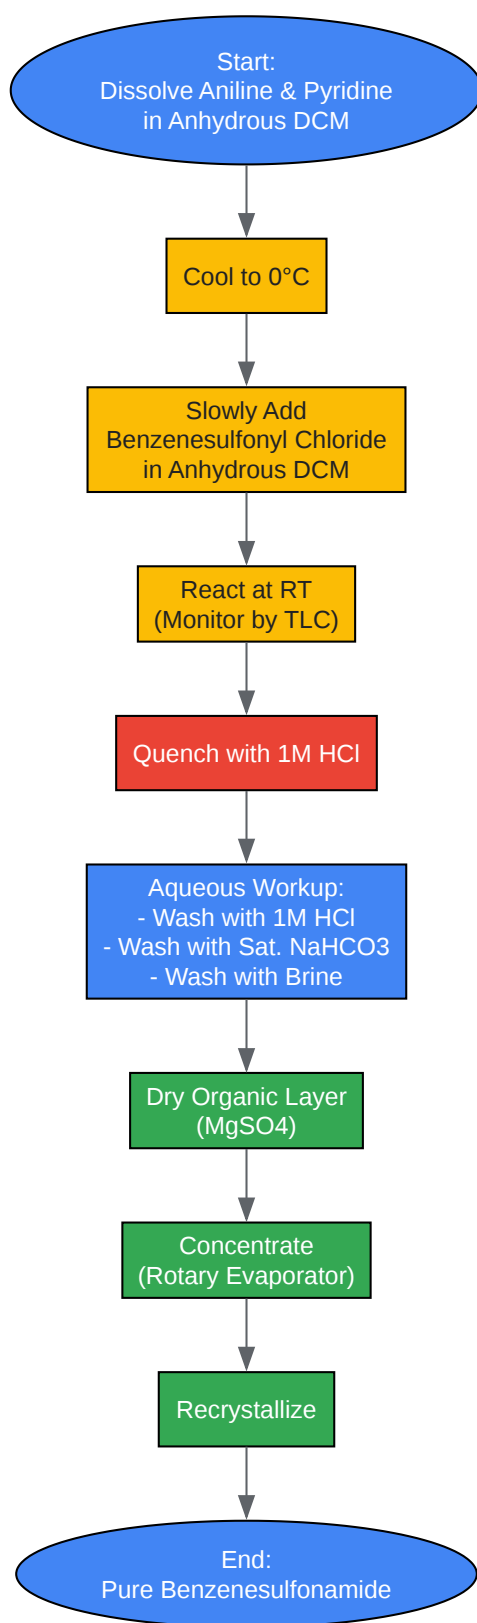 Start:
Dissolve Aniline & Pyridine
in Anhydrous DCM
Cool to 0°C
Slowly Add
Benzenesulfonyl Chloride
in Anhydrous DCM
React at RT
(Monitor by TLC)
Quench with 1M HCl
Aqueous Workup:
- Wash with 1M HCl
- Wash with Sat. NaHCO3
- Wash with Brine
Dry Organic Layer
(MgSO4)
Concentrate
(Rotary Evaporator)
Recrystallize
End:
Pure Benzenesulfonamide